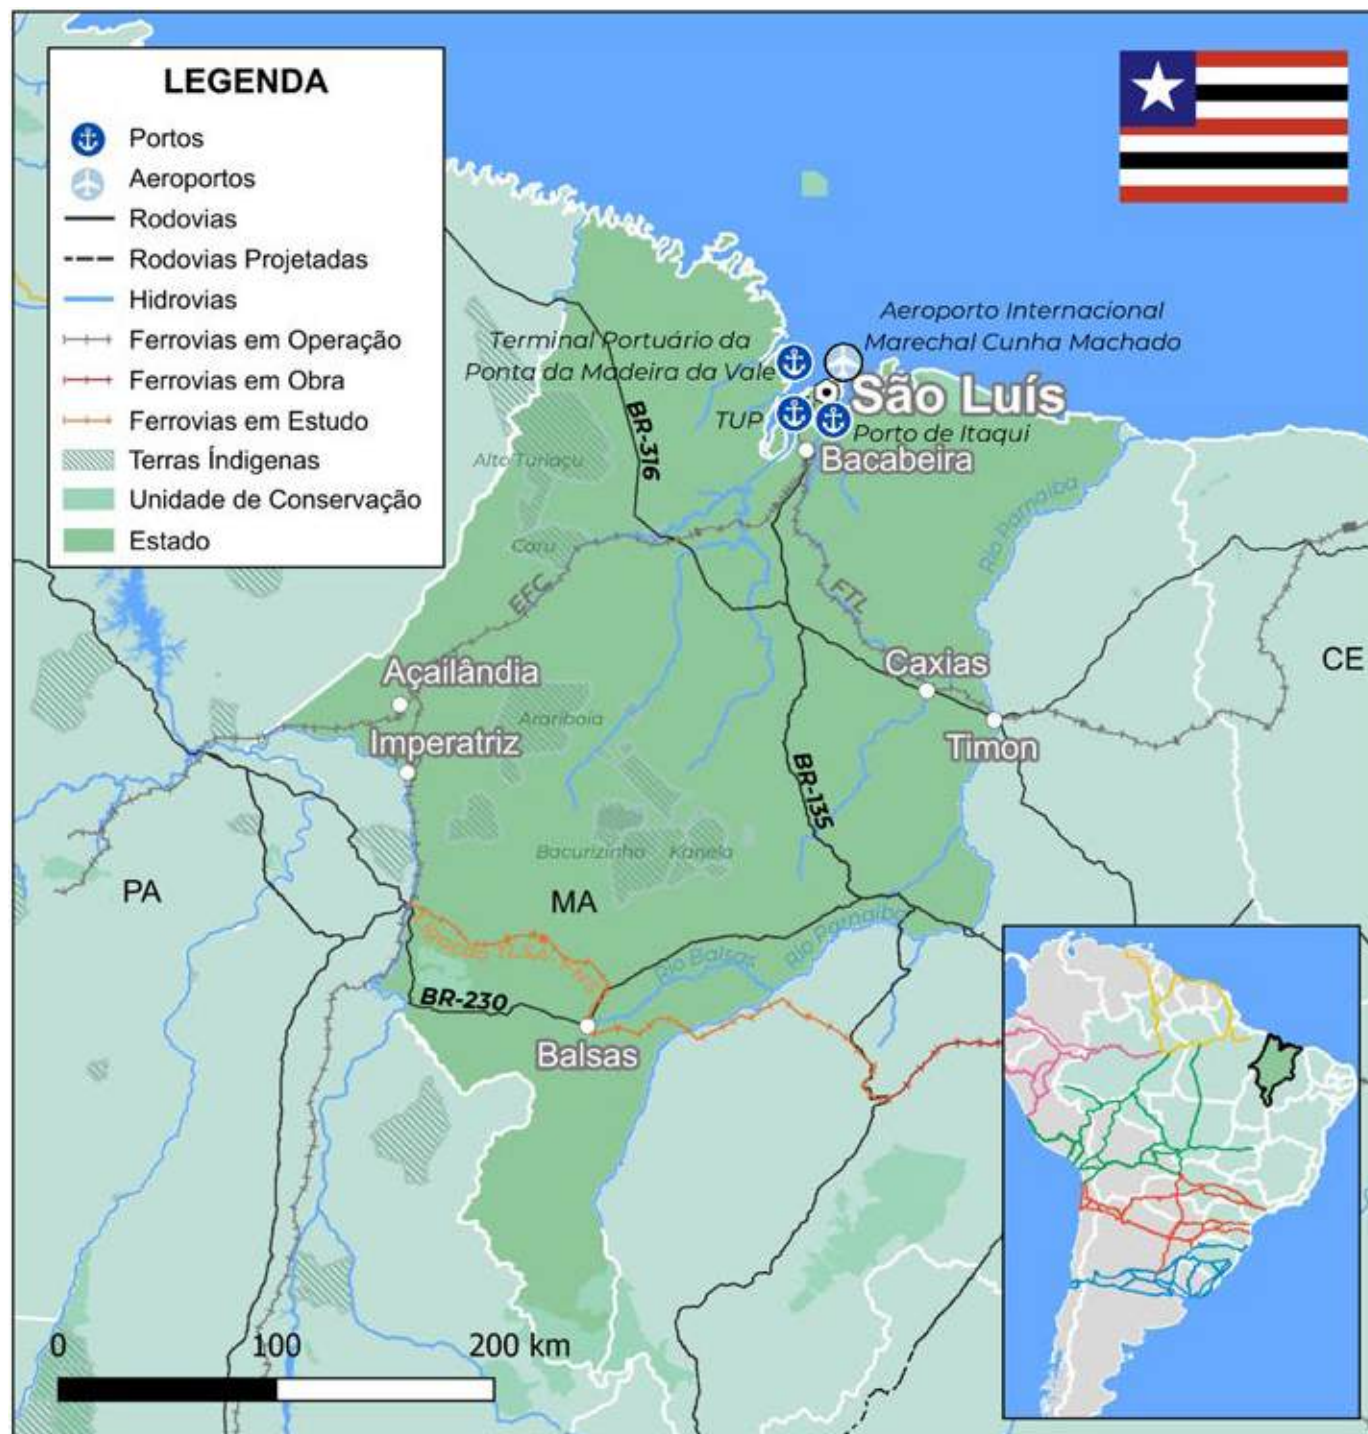 LEGENDA
Portos
Aeroportos
Rodovias
Rodovias Projetadas
Hidrovias
Ferrovias em Operação
Ferrovias em Obra
Ferrovias em Estudo
Terras Índigenas
Unidade de Conservação
Estado
Aeroporto Internacional
Marechal Cunha Machado
Terminal Portuário da
Ponta da Madeira da Vale
São Luís
TUP
Porto de Itaqui
Bacabeira
BR-316
Alto Turiaçu
Rio Parnaíba
Caru
EFC
FTL
Açailândia
Caxias
CE
Arariboia
Imperatriz
Timon
BR-135
Bacurizinho
Kanela
PA
MA
Rio Parnaíba
Rio Balsas
BR-230
Balsas
0
100
200 km